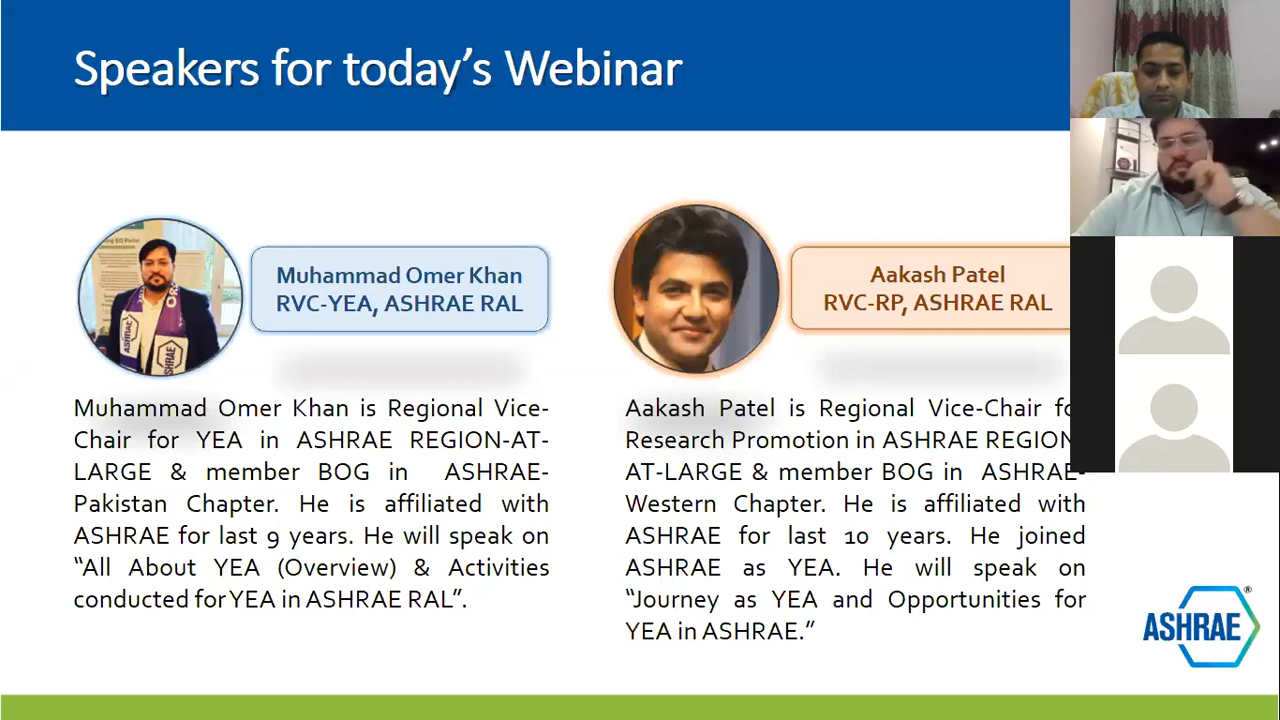 Speakers for today's Webinar
Muhammad Omer Khan
RVC-YEA, ASHRAE RAL
Aakash Patel
RVC-RP, ASHRAE RAL
Muhammad Omer Khan is Regional Vice-
Chair for YEA in ASHRAE REGION-AT-
LARGE & member BOG in ASHRAE-
Pakistan Chapter. He is affiliated with
ASHRAE for last 9 years. He will speak on
“All About YEA (Overview) & Activities
conducted for YEA in ASHRAE RAL”.
Aakash Patel is Regional Vice-Chair fo
Research Promotion in ASHRAE REGION
AT-LARGE & member BOG in ASHRAE-
Western Chapter. He is affiliated with
ASHRAE for last 10 years. He joined
ASHRAE as YEA. He will speak on
“Journey as YEA and Opportunities for
YEA in ASHRAE.”
ASHRAE
ASHRAE
ASHRAE ®